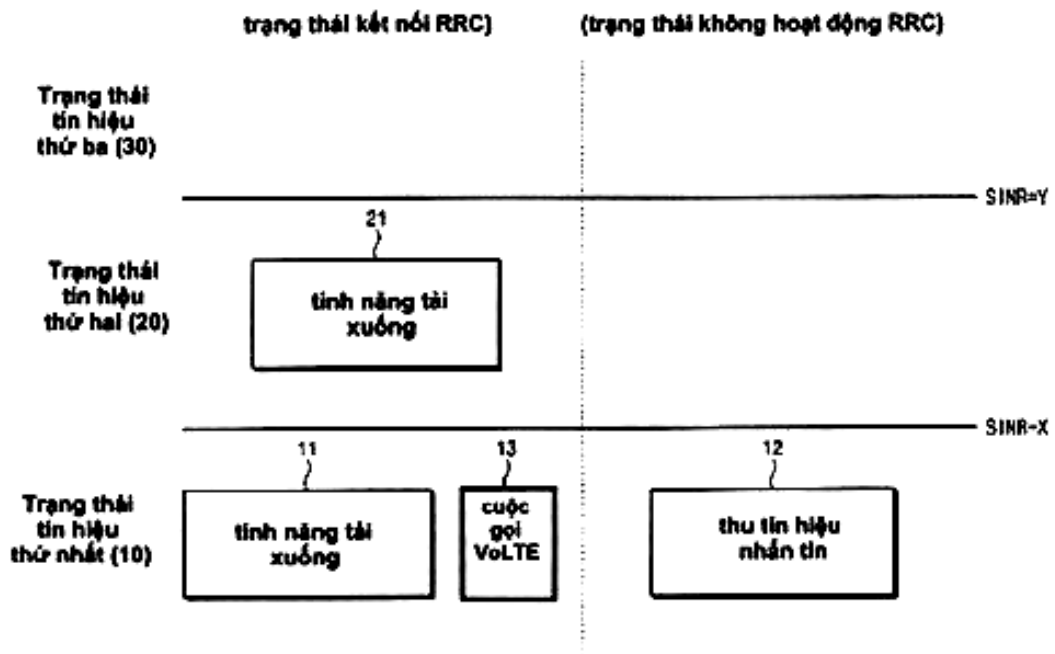 trạng thái kết nối RRC)
(trạng thái không hoạt động RRC)
Trạng thái
tín hiệu
thứ ba (30)
SINR=Y
21
Trạng thái
tín hiệu
thứ hai (20)
tính năng tải
xuống
SINR=X
11
13
12
Trạng thái
tín hiệu
thứ nhất (10)
tính năng tải
xuống
cuộc
gọi
VoLTE
thu tín hiệu
nhắn tin